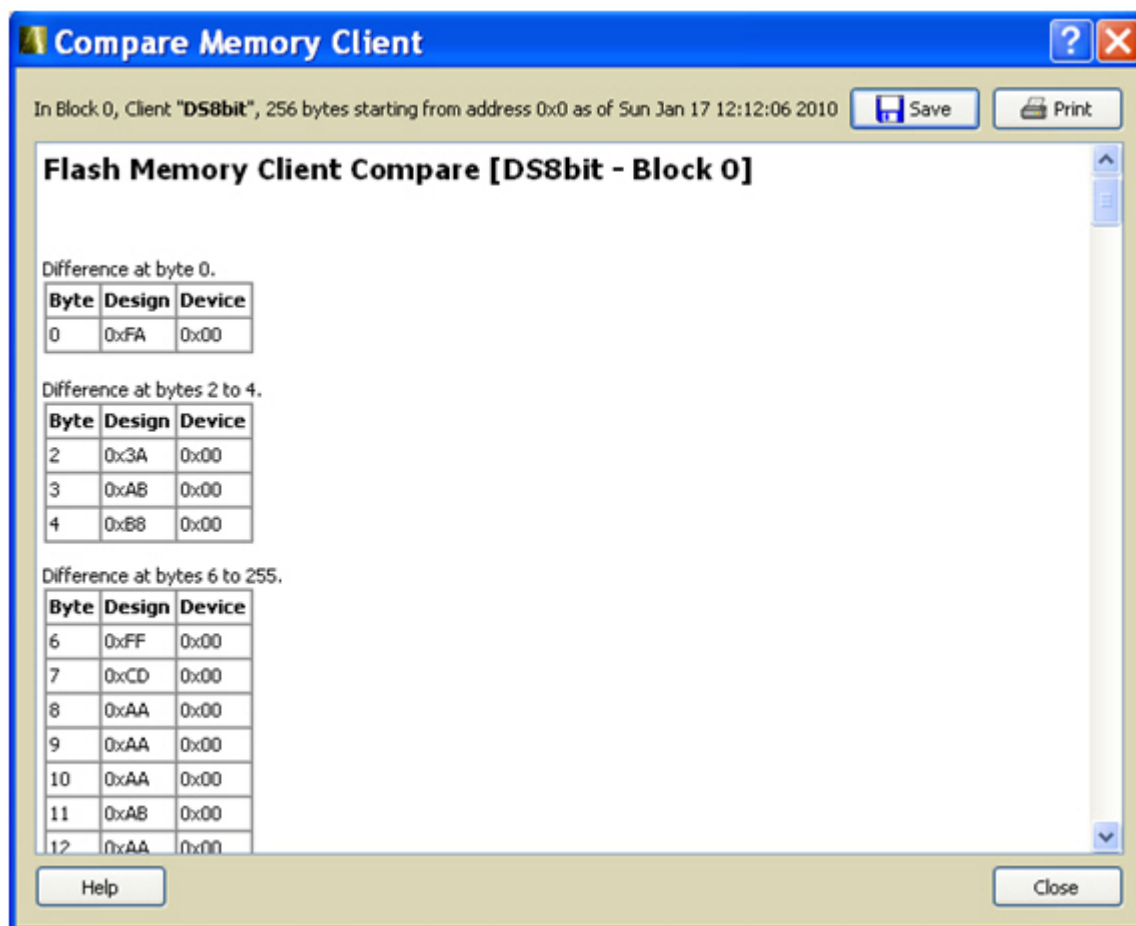 Compare Memory Client
In Block 0, Client "DS8bit", 256 bytes starting from address 0x0 as of Sun Jan 17 12:12:06 2010 Save Print
Flash Memory Client Compare [DS8bit - Block 0]
Difference at byte 0.
Byte Design Device
0 0xFA 0x00
Difference at bytes 2 to 4.
Byte Design Device
2 0x3A 0x00
3 0xAB 0x00
4 0xB8 0x00
Difference at bytes 6 to 255.
Byte Design Device
6 0xFF 0x00
7 0xCD 0x00
8 0xAA 0x00
9 0xAA 0x00
10 0xAA 0x00
11 0xAB 0x00
12 0xAA 0x00
Help Close